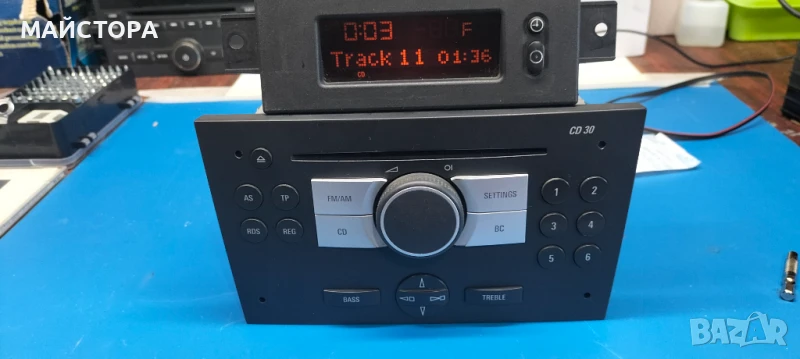 МАЙСТОРА
0:03 F
Track 11 01:36
CD
CD 30
AS TP
RDS REG
FM/AM
SETTINGS
CD
BC
1 2
3 4
5 6
BASS
TREBLE
BAZAR